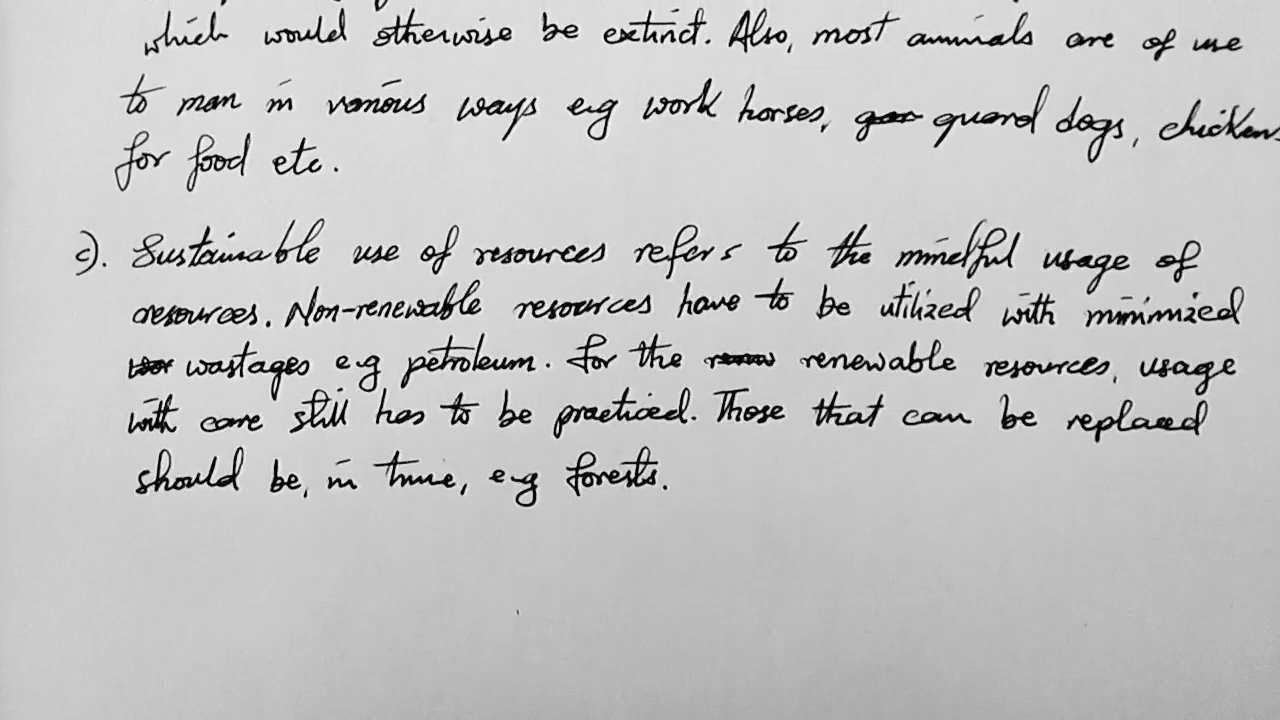 which would otherwise be extinct. Also, most animals are of use
to man in various ways e.g work horses, guard dogs, chickens
for food etc.
c). Sustainable use of resources refers to the mindful usage of
resources. Non-renewable resources have to be utilized with minimized
wastages e.g petroleum. For the renewable resources, usage
with care still has to be practiced. Those that can be replaced
should be, in time, e.g forests.